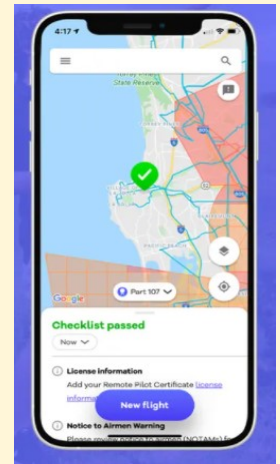 4:17
State Reserve
Google
Part 107
Checklist passed
Now
License information
Add your Remote Pilot Certificate license
New flight
Notice to Airmen Warning